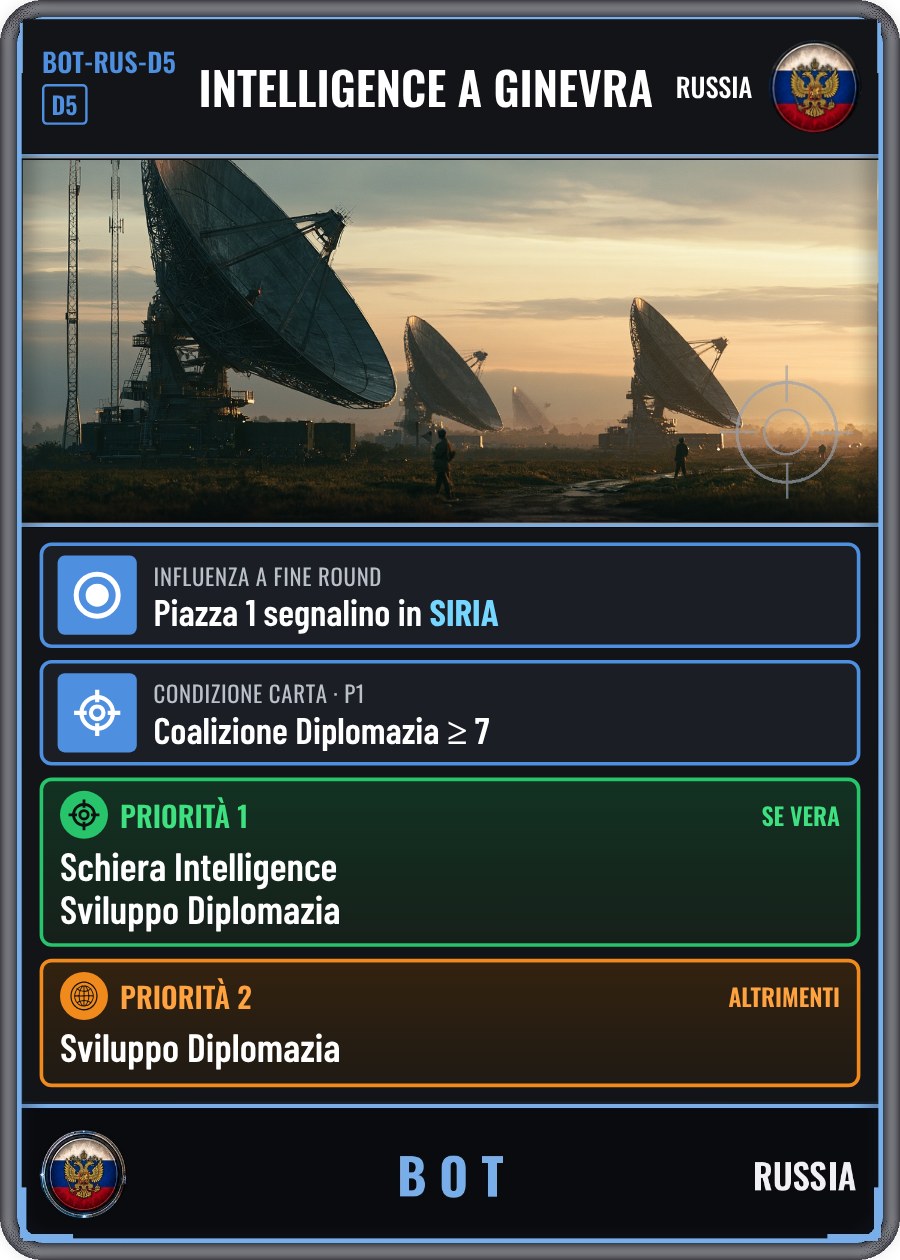 BOT-RUS-D5
D5
INTELLIGENCE A GINEVRA
RUSSIA
INFLUENZA A FINE ROUND
Piazza 1 segnalino in SIRIA
CONDIZIONE CARTA · P1
Coalizione Diplomazia ≥ 7
PRIORITÀ 1
SE VERA
Schiera Intelligence
Sviluppo Diplomazia
PRIORITÀ 2
ALTRIMENTI
Sviluppo Diplomazia
BOT
RUSSIA